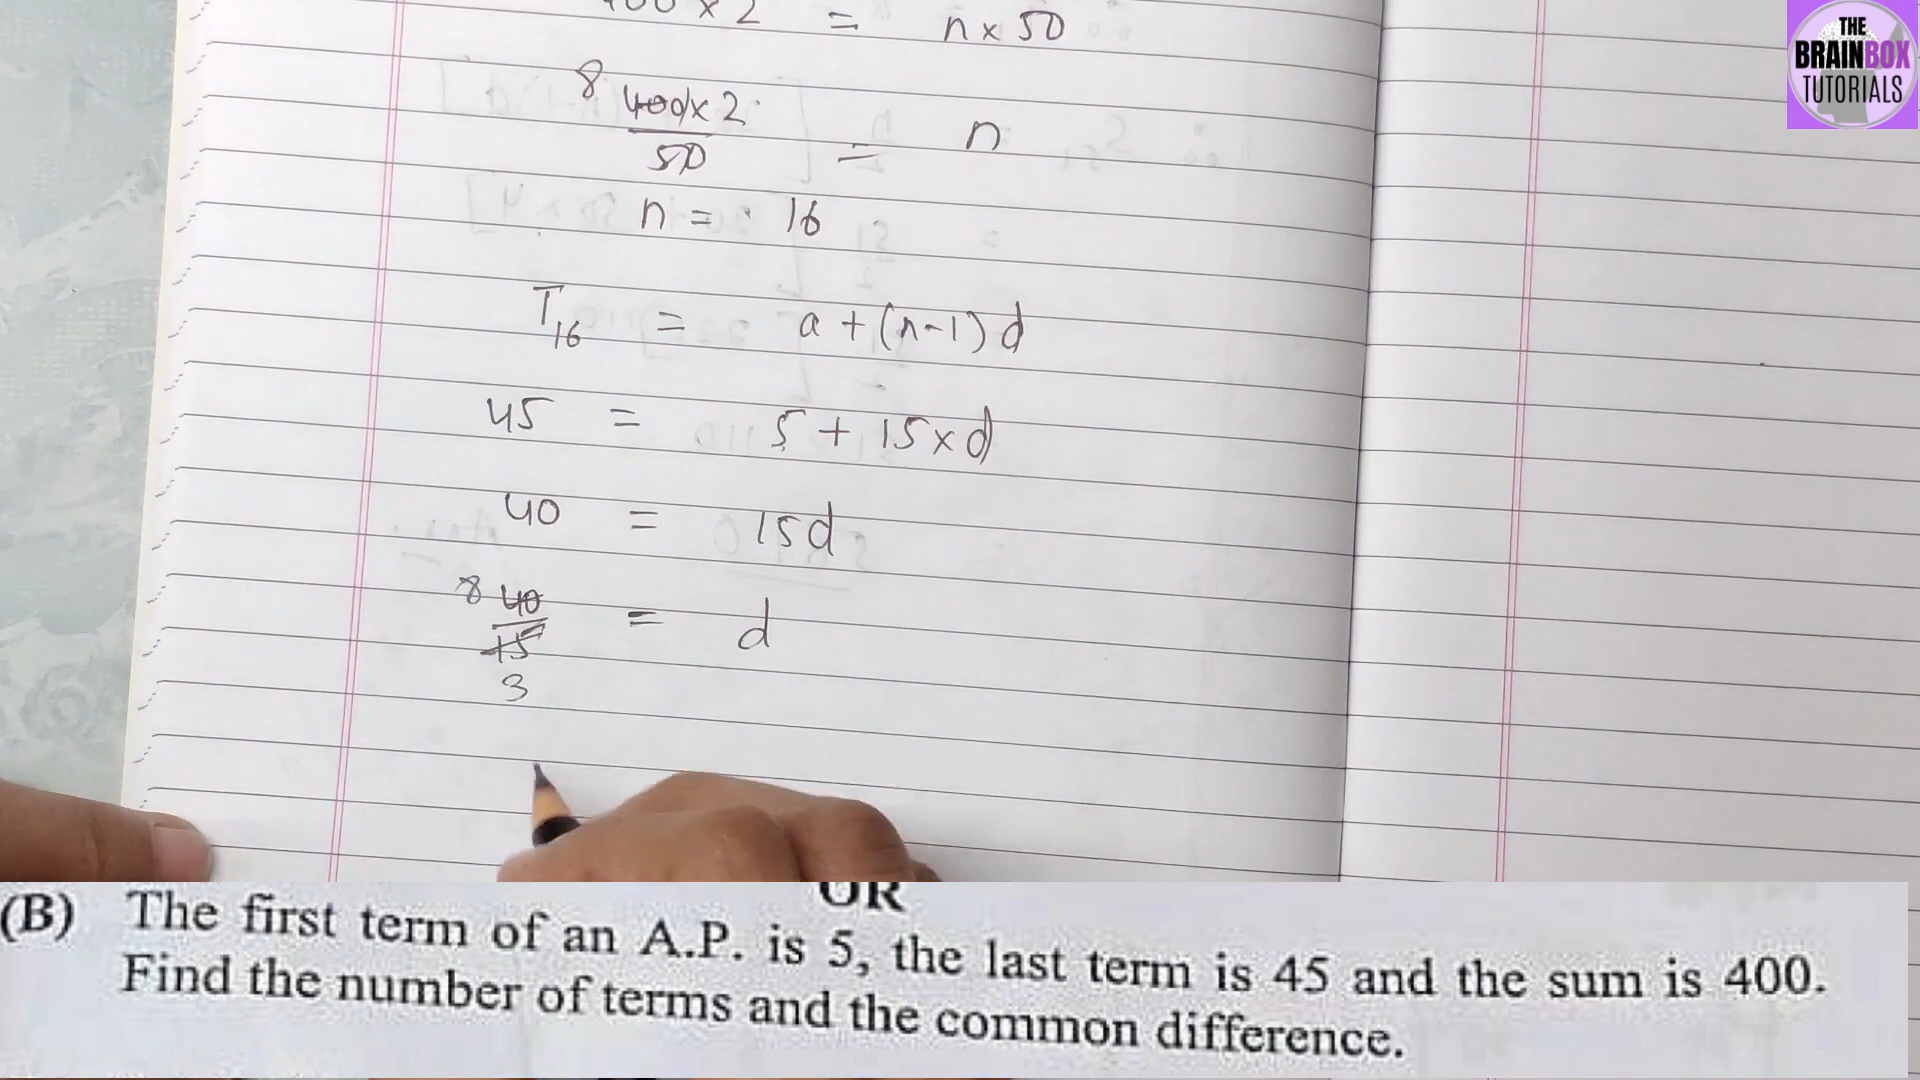 THE
BRAINBOX
TUTORIALS
400 x 2 = n x 50
8 400 x 2
50
= n
n = 16
T16 = a + (n-1) d
45 = 5 + 15 x d
40 = 15d
8 40
15
3
= d
OR
(B) The first term of an A.P. is 5, the last term is 45 and the sum is 400.
Find the number of terms and the common difference.